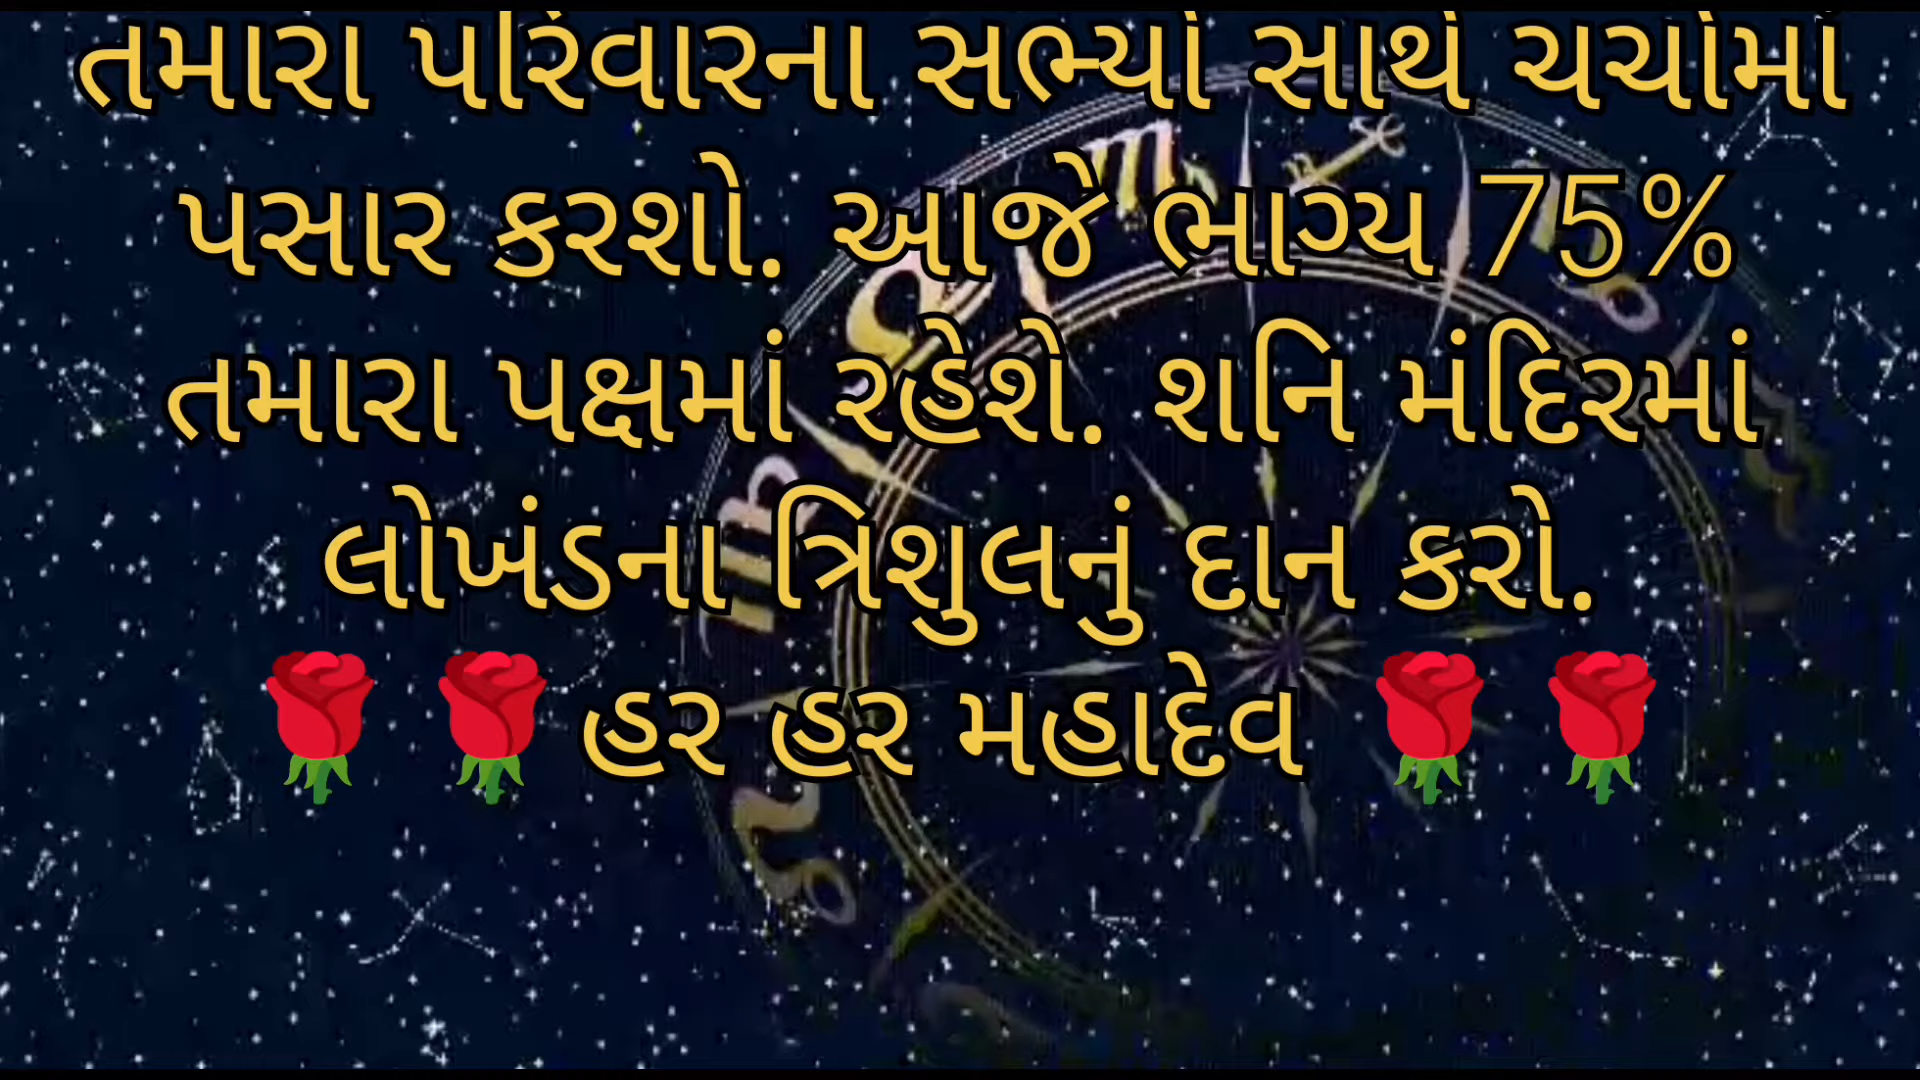 તમારા પરિવારના સભ્યો સાથે ચર્ચામાં
પસાર કરશો. આજે ભાગ્ય 75%
તમારા પક્ષમાં રહેશે. શનિ મંદિરમાં
લોખંડના ત્રિશુલનું દાન કરો.
🌹🌹હર હર મહાદેવ 🌹🌹